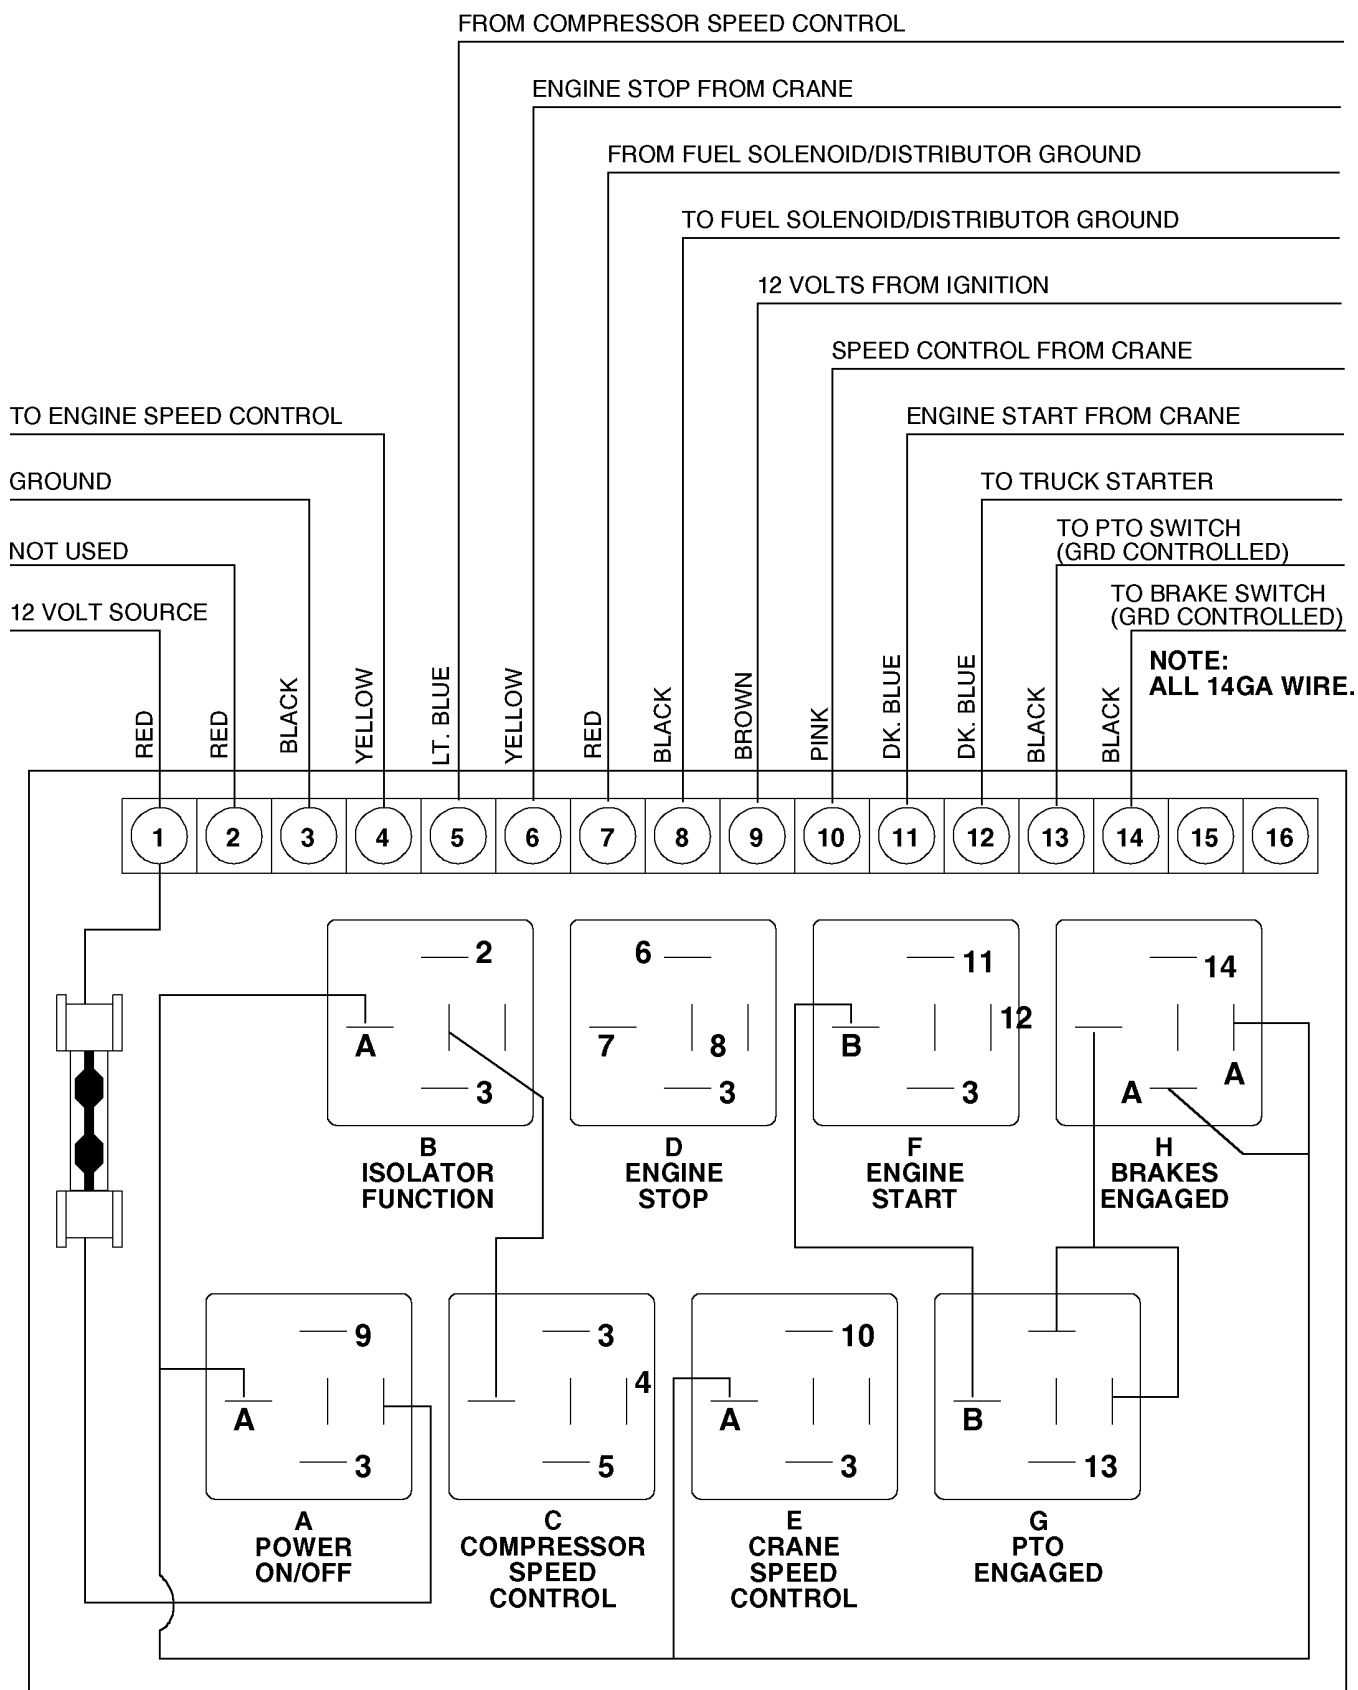 FROM COMPRESSOR SPEED CONTROL
ENGINE STOP FROM CRANE
FROM FUEL SOLENOID/DISTRIBUTOR GROUND
TO FUEL SOLENOID/DISTRIBUTOR GROUND
12 VOLTS FROM IGNITION
SPEED CONTROL FROM CRANE
TO ENGINE SPEED CONTROL
ENGINE START FROM CRANE
GROUND
TO TRUCK STARTER
NOT USED
TO PTO SWITCH
(GRD CONTROLLED)
12 VOLT SOURCE
TO BRAKE SWITCH
(GRD CONTROLLED)
NOTE:
ALL 14GA WIRE.
RED
RED
BLACK
YELLOW
LT. BLUE
YELLOW
RED
BLACK
BROWN
PINK
DK. BLUE
DK. BLUE
BLACK
BLACK
1 2 3 4 5 6 7 8 9 10 11 12 13 14 15 16
2
A
3
B
ISOLATOR
FUNCTION
6
7
8
3
D
ENGINE
STOP
11
12
B
3
F
ENGINE
START
14
A
A
H
BRAKES
ENGAGED
9
A
3
A
POWER
ON/OFF
3
4
5
C
COMPRESSOR
SPEED
CONTROL
10
A
3
E
CRANE
SPEED
CONTROL
B
13
G
PTO
ENGAGED